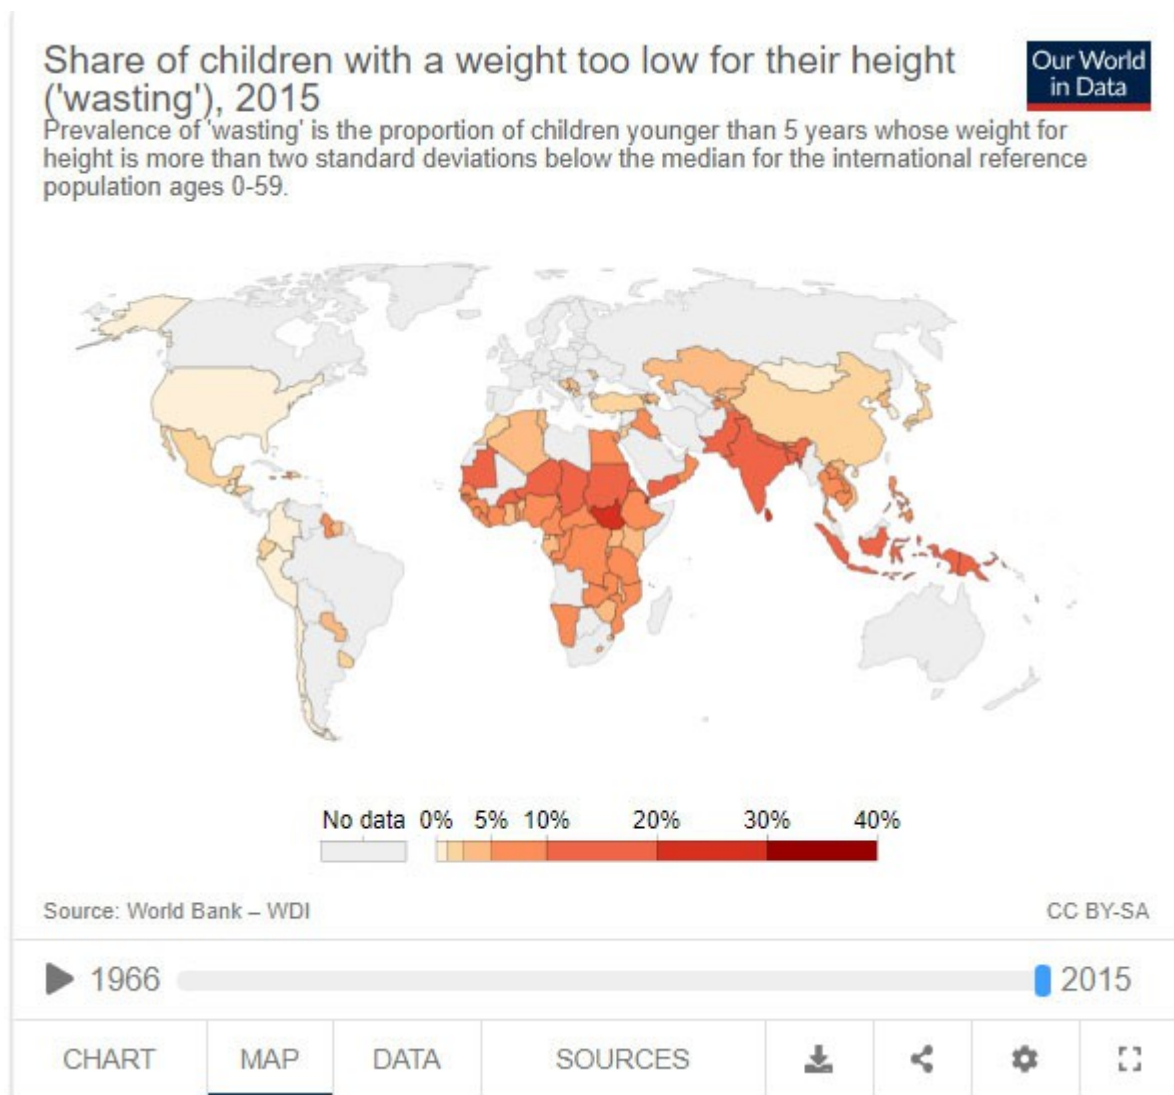 Share of children with a weight too low for their height
('wasting'), 2015
Our World
in Data
Prevalence of 'wasting' is the proportion of children younger than 5 years whose weight for
height is more than two standard deviations below the median for the international reference
population ages 0-59.
No data 0% 5% 10% 20% 30% 40%
Source: World Bank – WDI
CC BY-SA
1966
2015
CHART
MAP
DATA
SOURCES